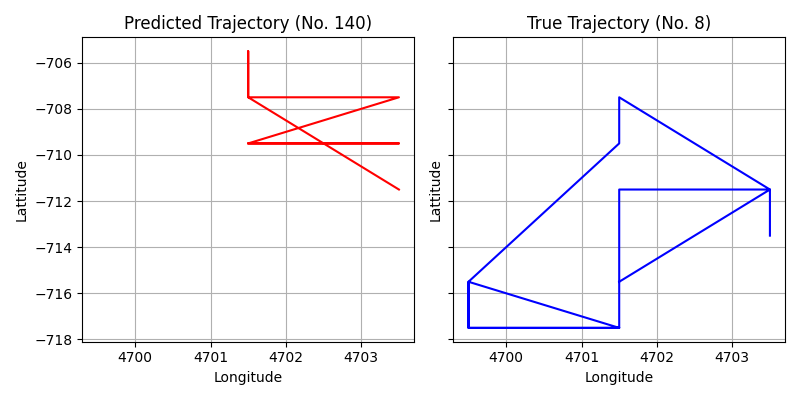 Predicted Trajectory (No. 140)
True Trajectory (No. 8)
−706
−708
−710
−712
−714
−716
−718
Lattitude
Lattitude
4700 4701 4702 4703
4700 4701 4702 4703
Longitude
Longitude